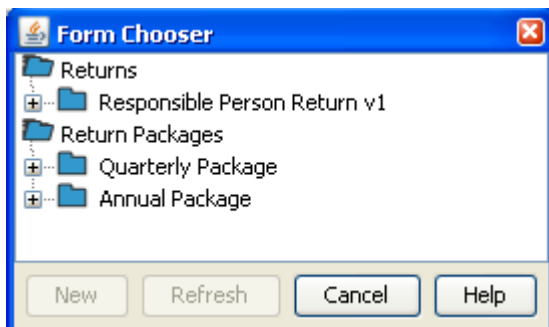 Form Chooser
Returns
Responsible Person Return v1
Return Packages
Quarterly Package
Annual Package
New Refresh Cancel Help